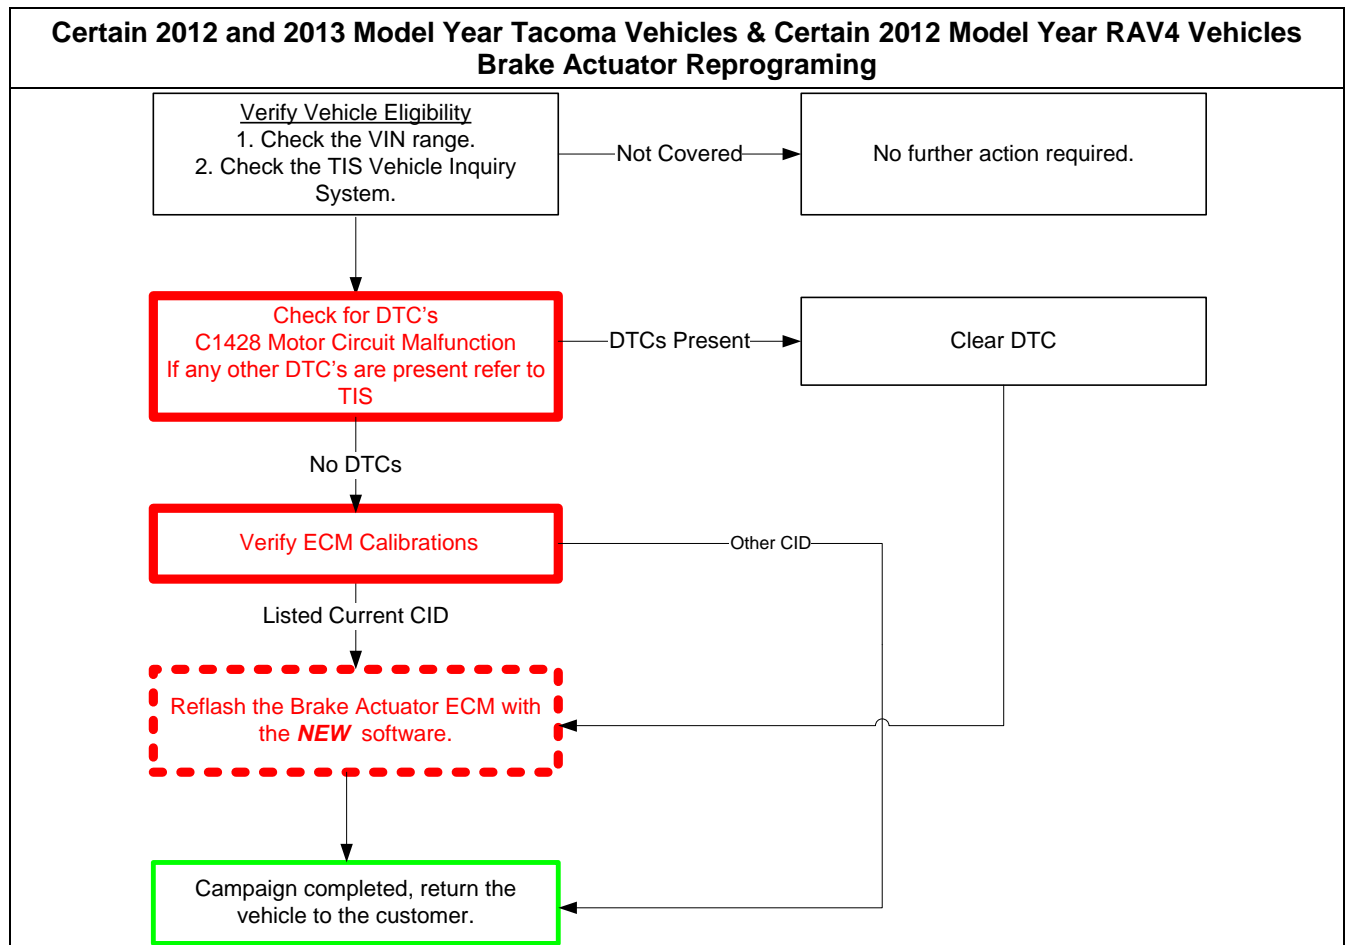 Certain 2012 and 2013 Model Year Tacoma Vehicles & Certain 2012 Model Year RAV4 Vehicles
Brake Actuator Reprograming
Verify Vehicle Eligibility
1. Check the VIN range.
2. Check the TIS Vehicle Inquiry
System.
Not Covered
No further action required.
Check for DTC's
C1428 Motor Circuit Malfunction
If any other DTC's are present refer to
TIS
DTCs Present
Clear DTC
No DTCs
Verify ECM Calibrations
Other CID
Listed Current CID
Reflash the Brake Actuator ECM with
the NEW software.
Campaign completed, return the
vehicle to the customer.